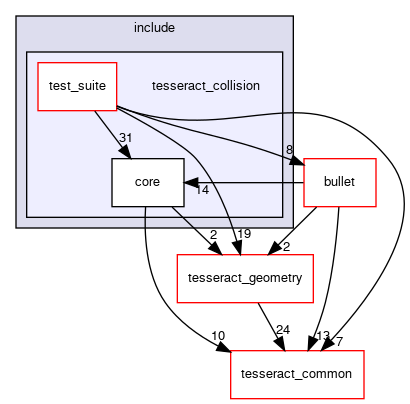 include
test_suite
tesseract_collision
31
8
core
14
bullet
2
19
2
tesseract_geometry
10
24
13
7
tesseract_common